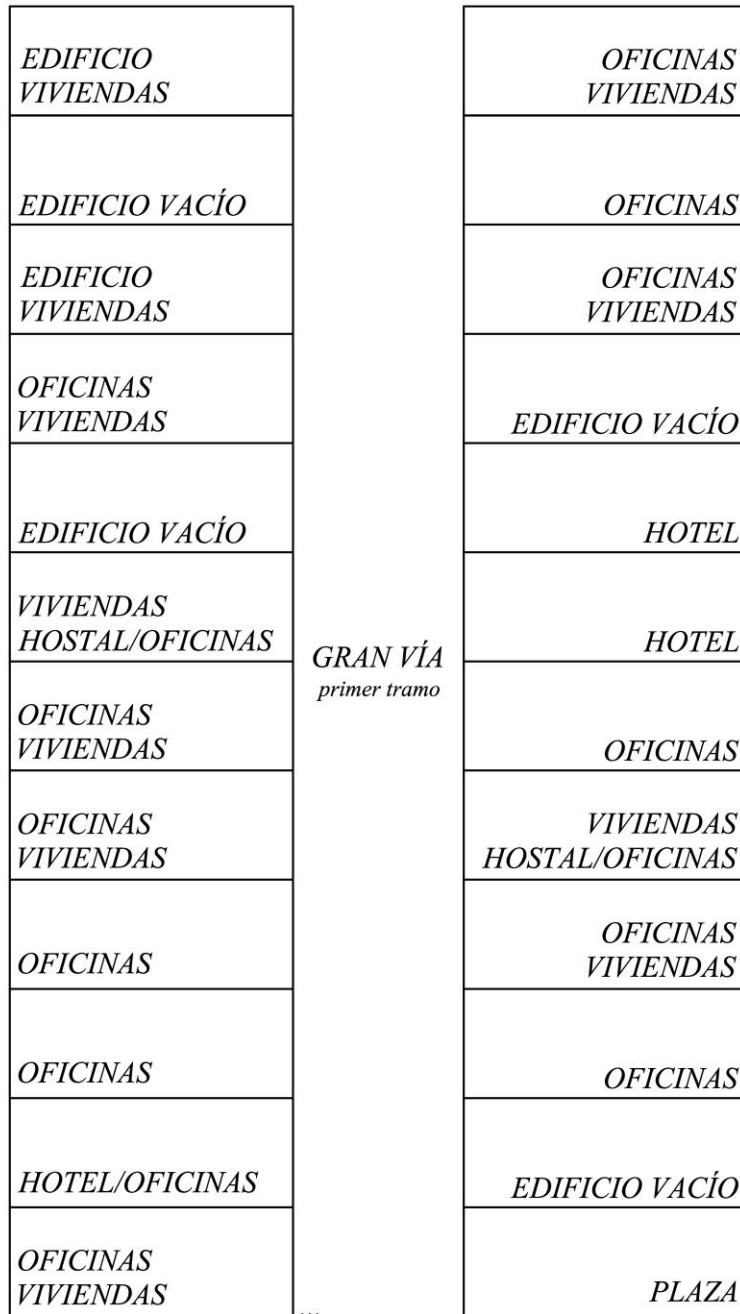 EDIFICIO
VIVIENDAS
EDIFICIO VACÍO
EDIFICIO
VIVIENDAS
OFICINAS
VIVIENDAS
EDIFICIO VACÍO
VIVIENDAS
HOSTAL/OFICINAS
OFICINAS
VIVIENDAS
OFICINAS
VIVIENDAS
OFICINAS
OFICINAS
HOTEL/OFICINAS
OFICINAS
VIVIENDAS
GRAN VÍA
primer tramo
...
OFICINAS
VIVIENDAS
OFICINAS
OFICINAS
VIVIENDAS
EDIFICIO VACÍO
HOTEL
HOTEL
OFICINAS
VIVIENDAS
HOSTAL/OFICINAS
OFICINAS
VIVIENDAS
OFICINAS
EDIFICIO VACÍO
PLAZA